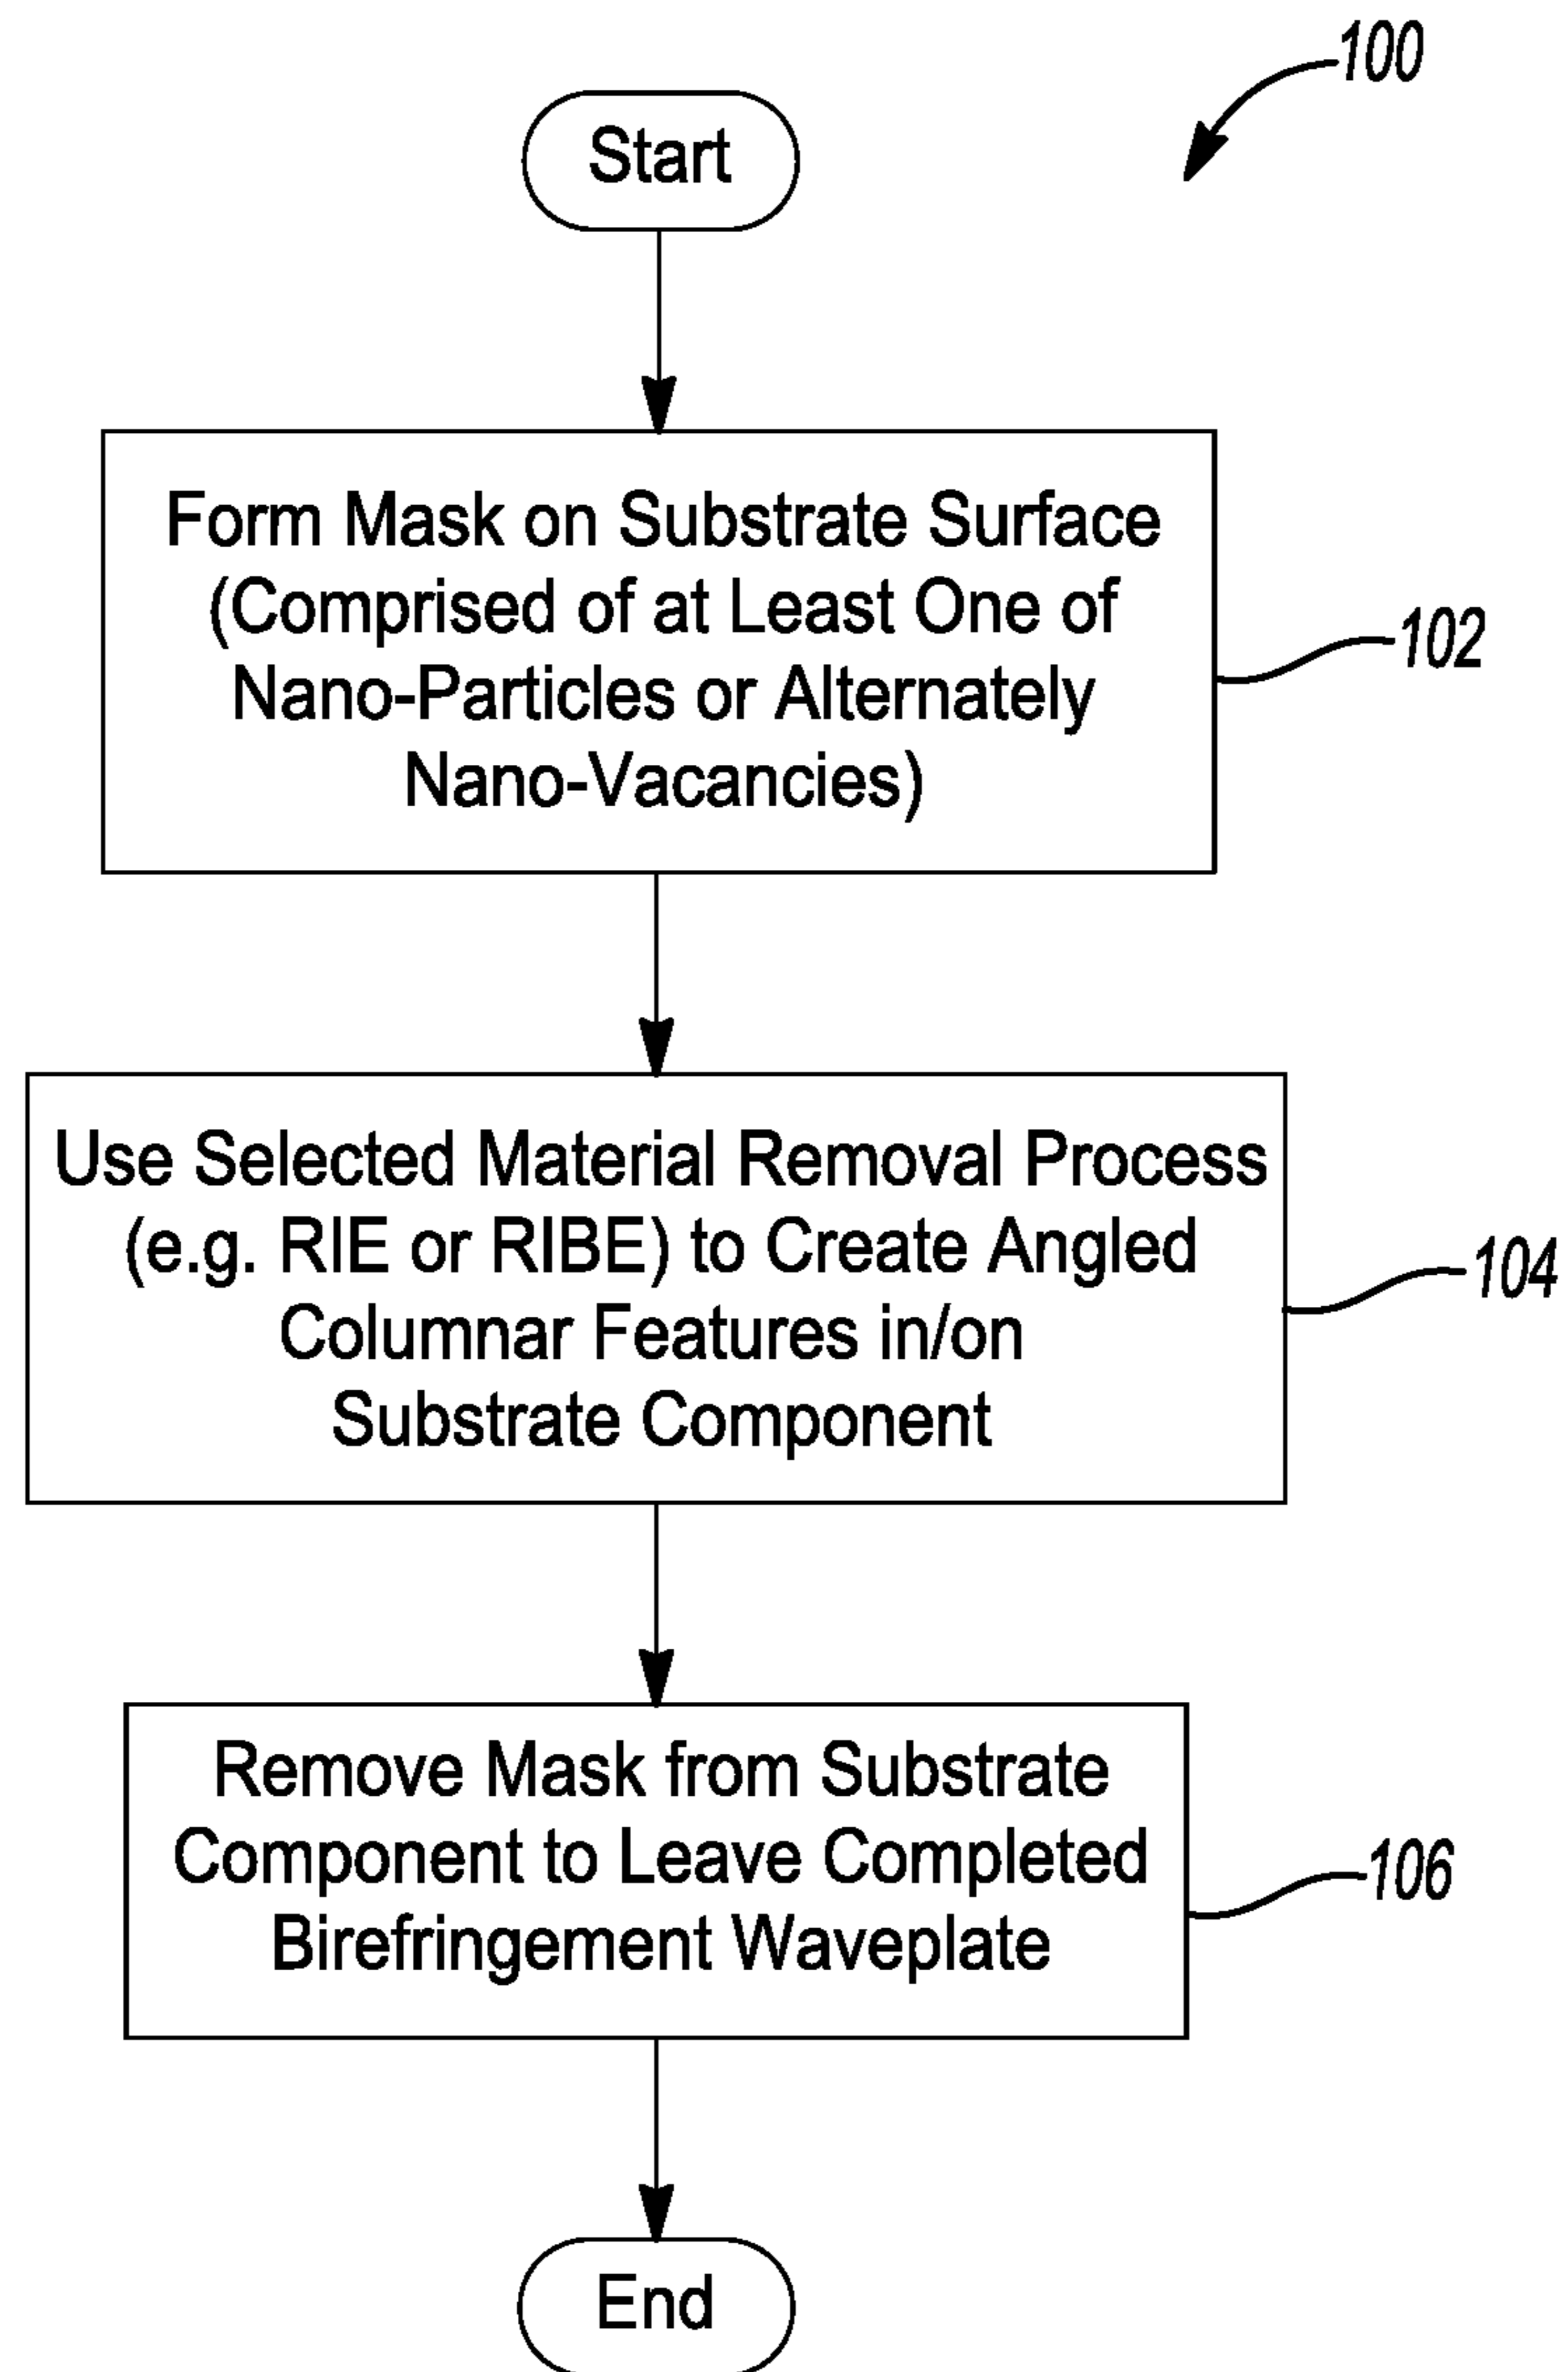 100
Start
Form Mask on Substrate Surface
(Comprised of at Least One of
Nano-Particles or Alternately
Nano-Vacancies)
102
Use Selected Material Removal Process
(e.g. RIE or RIBE) to Create Angled
Columnar Features in/on
Substrate Component
104
Remove Mask from Substrate
Component to Leave Completed
Birefringement Waveplate
106
End